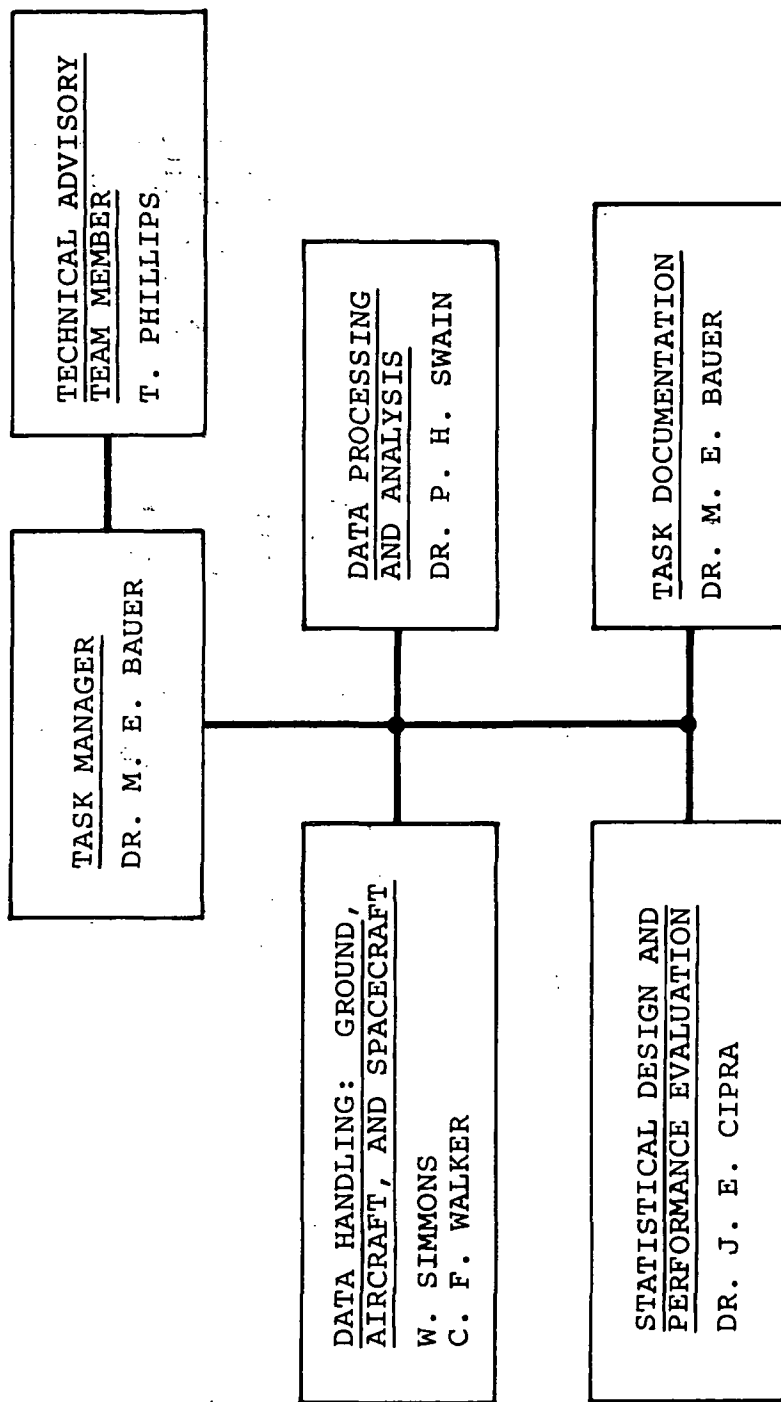 TASK MANAGER
DR. M. E. BAUER
TECHNICAL ADVISORY
TEAM MEMBER
T. PHILLIPS
DATA HANDLING: GROUND,
AIRCRAFT, AND SPACECRAFT
W. SIMMONS
C. F. WALKER
DATA PROCESSING
AND ANALYSIS
DR. P. H. SWAIN
STATISTICAL DESIGN AND
PERFORMANCE EVALUATION
DR. J. E. CIPRA
TASK DOCUMENTATION
DR. M. E. BAUER